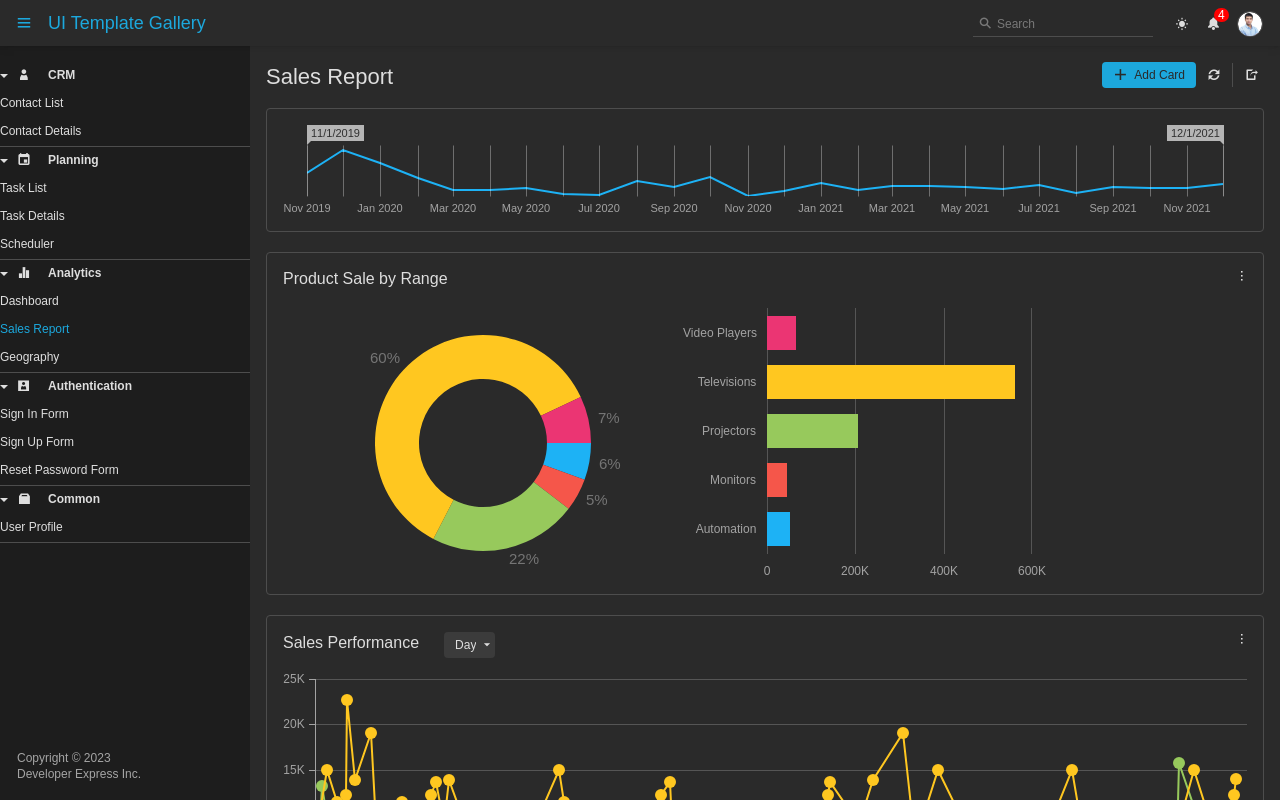 UI Template Gallery
Search
4
CRM
Contact List
Contact Details
Planning
Task List
Task Details
Scheduler
Analytics
Dashboard
Sales Report
Geography
Authentication
Sign In Form
Sign Up Form
Reset Password Form
Common
User Profile
Copyright © 2023
Developer Express Inc.
Sales Report
Add Card
11/1/2019
12/1/2021
Nov 2019 Jan 2020 Mar 2020 May 2020 Jul 2020 Sep 2020 Nov 2020 Jan 2021 Mar 2021 May 2021 Jul 2021 Sep 2021 Nov 2021
Product Sale by Range
60%
7%
6%
5%
22%
Video Players
Televisions
Projectors
Monitors
Automation
0 200K 400K 600K
Sales Performance
Day
25K
20K
15K